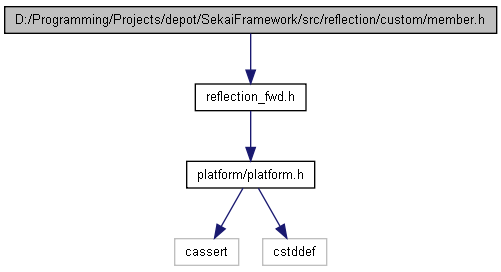 D:/Programming/Projects/depot/SekaiFramework/src/reflection/custom/member.h
reflection_fwd.h
platform/platform.h
cassert
cstddef